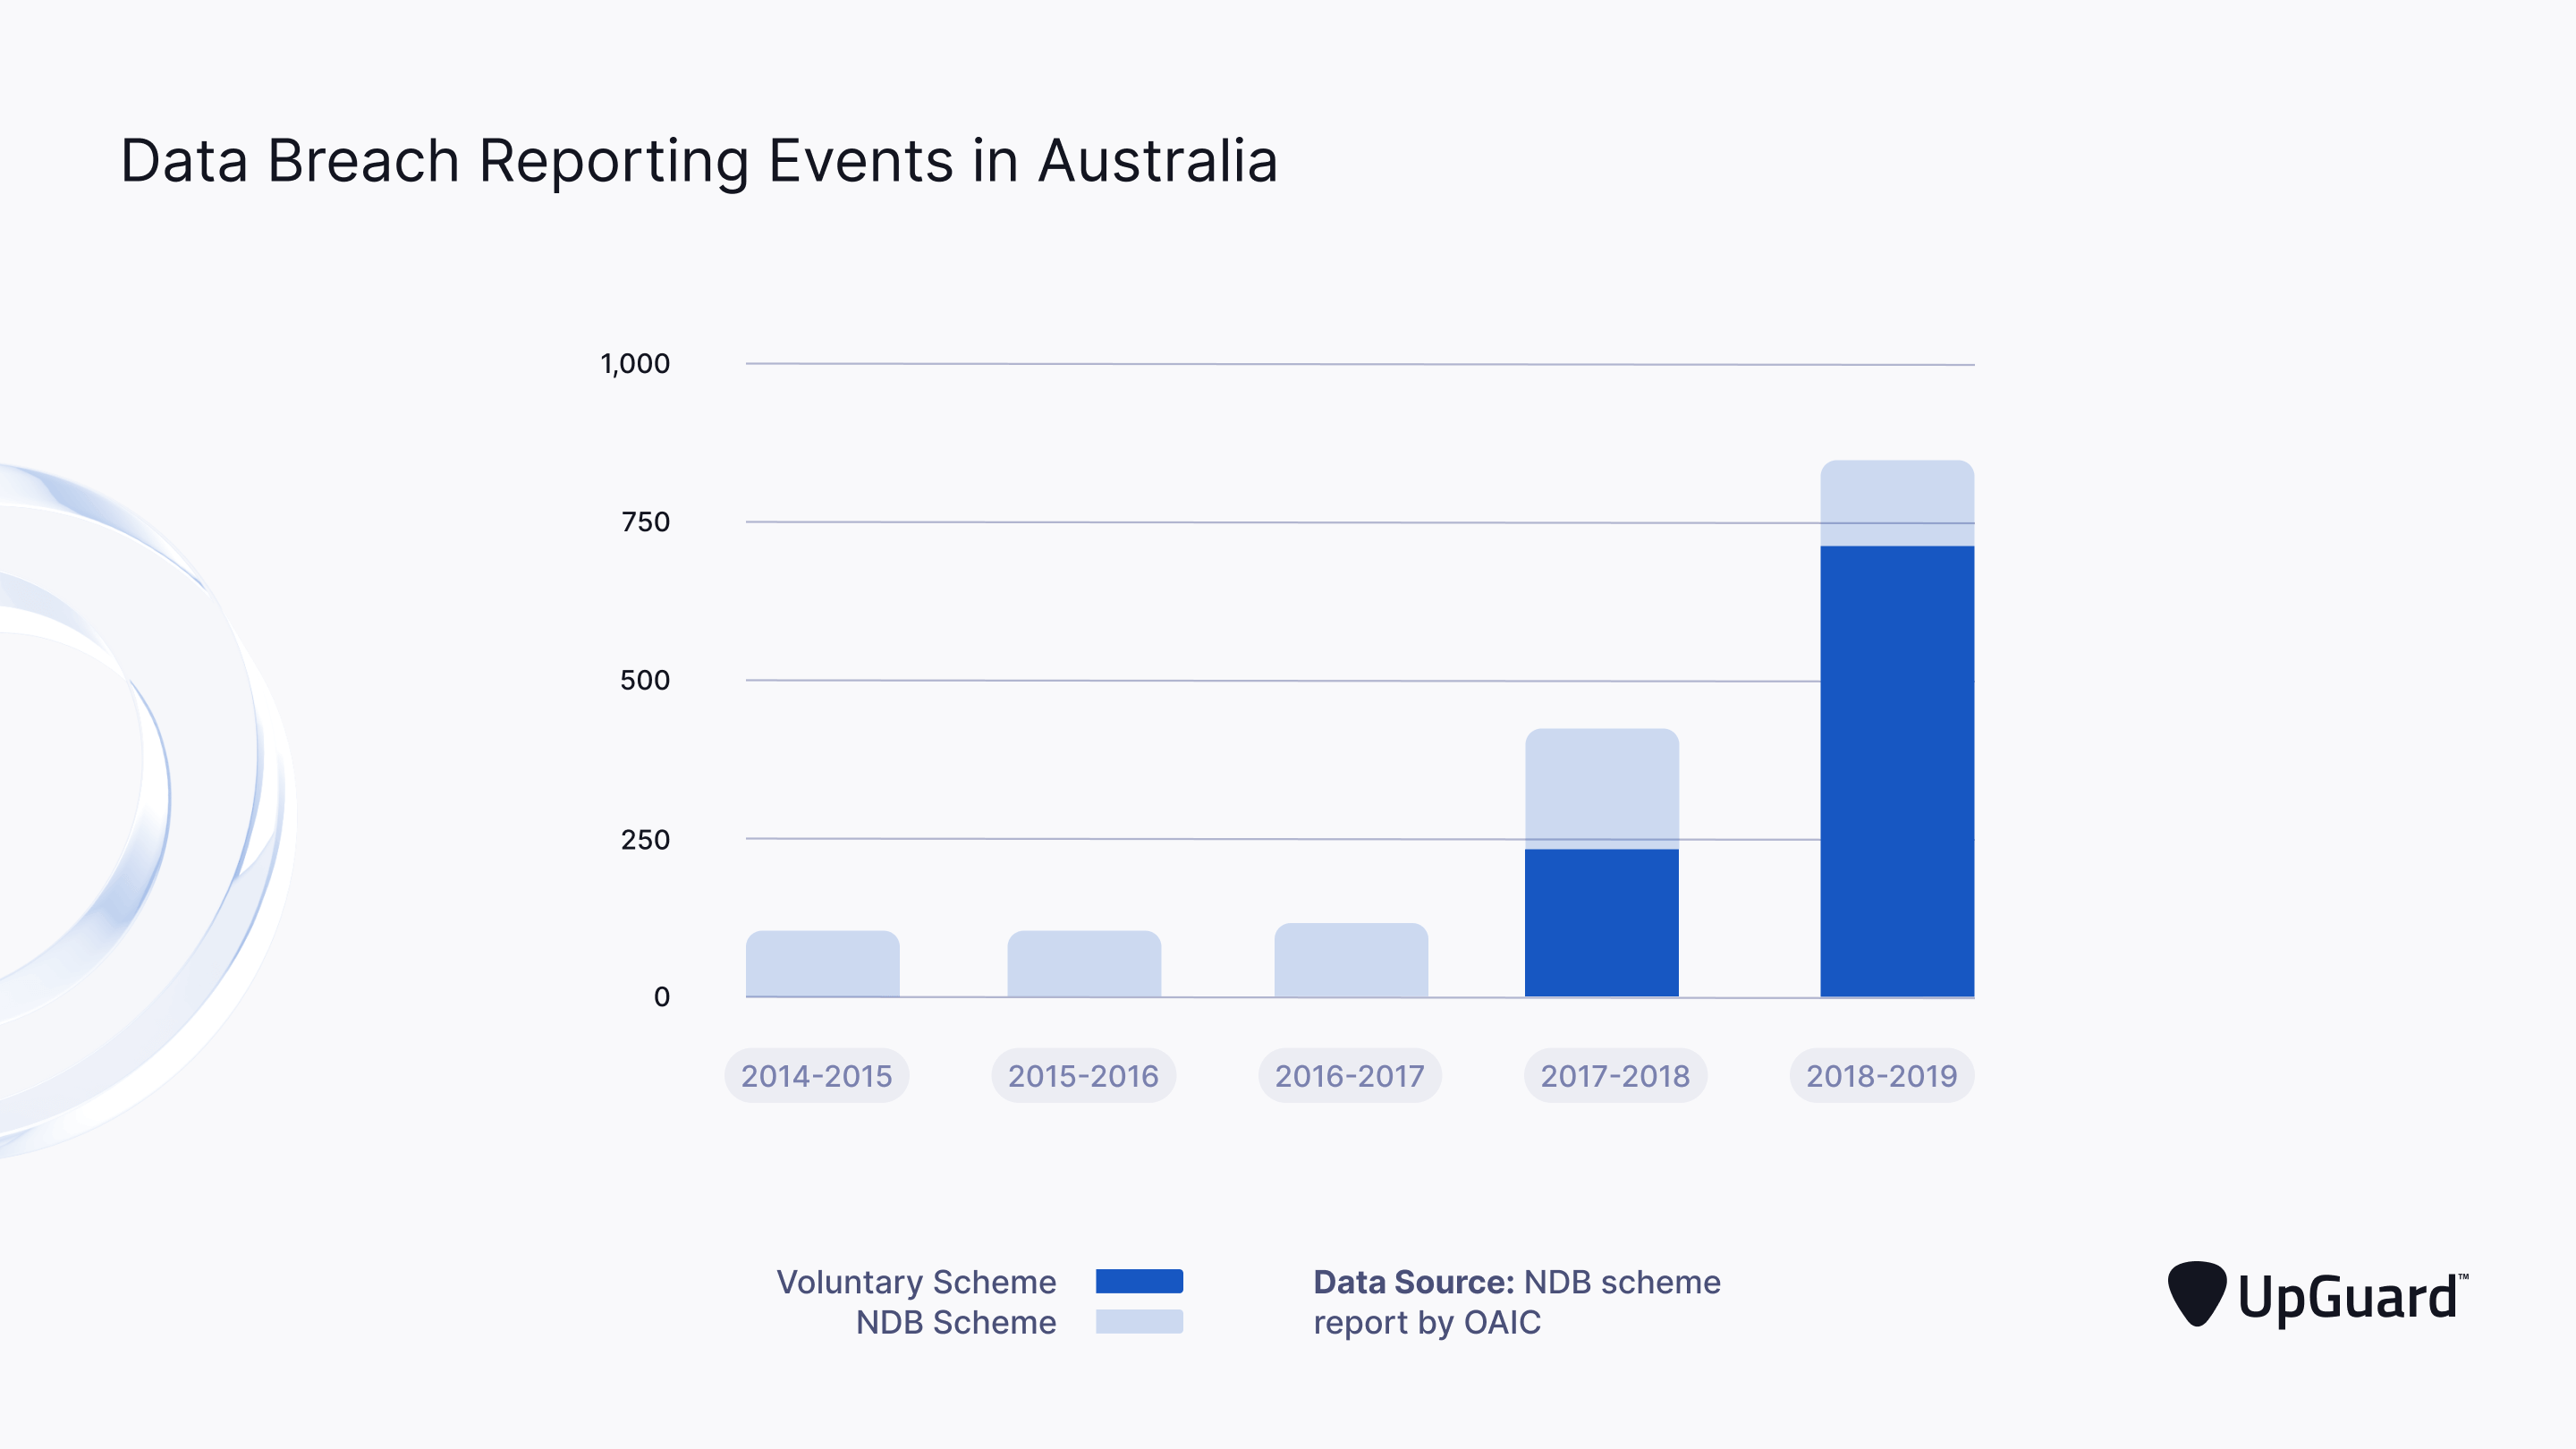 Data Breach Reporting Events in Australia
1,000
750
500
250
0
2014-2015
2015-2016
2016-2017
2017-2018
2018-2019
Voluntary Scheme
NDB Scheme
Data Source: NDB scheme
report by OAIC
UpGuard™